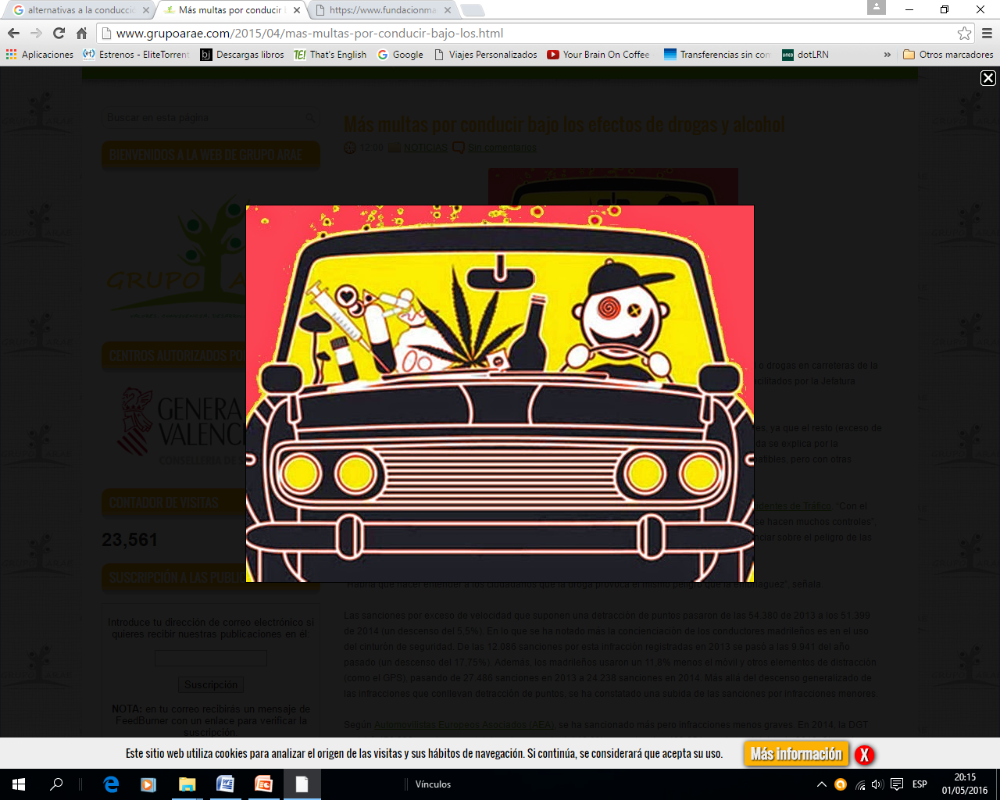 alternativas a la conducció
Más multas por conducir b
https://www.fundacionma
www.grupoarae.com/2015/04/mas-multas-por-conducir-bajo-los.html
Aplicaciones
Estrenos - EliteTorrent
Descargas libros
That's English
Google
Viajes Personalizados
Your Brain On Coffee
Transferencias sin com
dotLRN
»
Otros marcadores
Buscar en esta página
Más multas por conducir bajo los efectos de drogas y alcohol
12:00 NOTICIAS Sin comentarios
BIENVENIDOS A LA WEB DE GRUPO ARAE
GRUPO A
CENTROS AUTORIZADOS PO
GENERA
VALENCI
CONSELLERIA DE S
CONTADOR DE VISITAS
23,561
SUSCRIPCIÓN A LAS PUBLIC
Introduce tu dirección de correo electrónico si
quieres recibir nuestras publicaciones en él:
Suscripción
NOTA: en tu correo recibirás un mensaje de
FeedBurner con un enlace para verificar la
suscripción
o drogas en carreteras de la
acilitados por la Jefatura
es, ya que el resto (exceso de
da se explica por la
patibles, pero con otras
identes de Tráfico. "Con el
se hacen muchos controles",
nciar sobre el peligro de las
"Habría que hacer entender a los ciudadanos que la droga provoca el mismo peligro que la embriaguez", señala.
Las sanciones por exceso de velocidad que suponen una detracción de puntos pasaron de las 54.380 de 2013 a los 51.399
de 2014 (un descenso del 5,5%). En lo que se ha notado más la concienciación de los conductores madrileños es en el uso
del cinturón de seguridad. De las 12.086 sanciones por esta infracción registradas en 2013 se pasó a las 9.941 del año
pasado (un descenso del 17,75%). Además, los madrileños usaron un 11,8% menos el móvil y otros elementos de distracción
(como el GPS), pasando de 27.486 sanciones en 2013 a 24.238 sanciones en 2014. Más allá del descenso generalizado de
las infracciones que conllevan detracción de puntos, se ha constatado una subida de las sanciones por infracciones menores.
Según Automovilistas Europeos Asociados (AEA), se ha sancionado más pero infracciones menos graves. En 2014, la DGT
Este sitio web utiliza cookies para analizar el origen de las visitas y sus hábitos de navegación. Si continúa, se considerará que acepta su uso.
Más información
X
Vínculos
ESP
20:15
01/05/2016